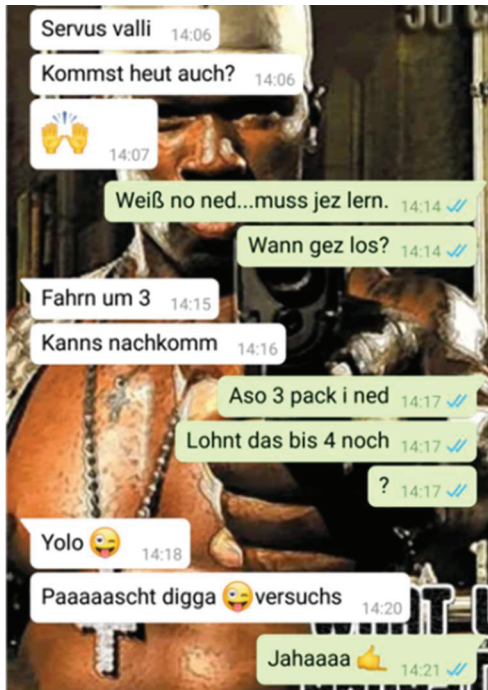 50 C
Servus valli 14:06
Kommst heut auch? 14:06
🙌 14:07
Weiß no ned...muss jez lern. 14:14
Wann gez los? 14:14
Fahrn um 3 14:15
Kanns nachkomm 14:16
Aso 3 pack i ned 14:17
Lohnt das bis 4 noch 14:17
? 14:17
Yolo 😜 14:18
Paaaaascht digga 😜versuchs 14:20
Jahaaaa 🤙 14:21